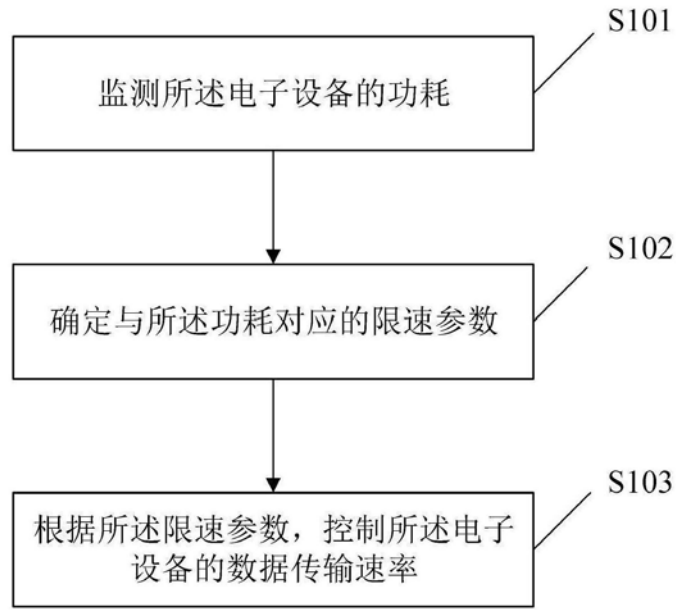 S101
监测所述电子设备的功耗
S102
确定与所述功耗对应的限速参数
S103
根据所述限速参数，控制所述电子
设备的数据传输速率